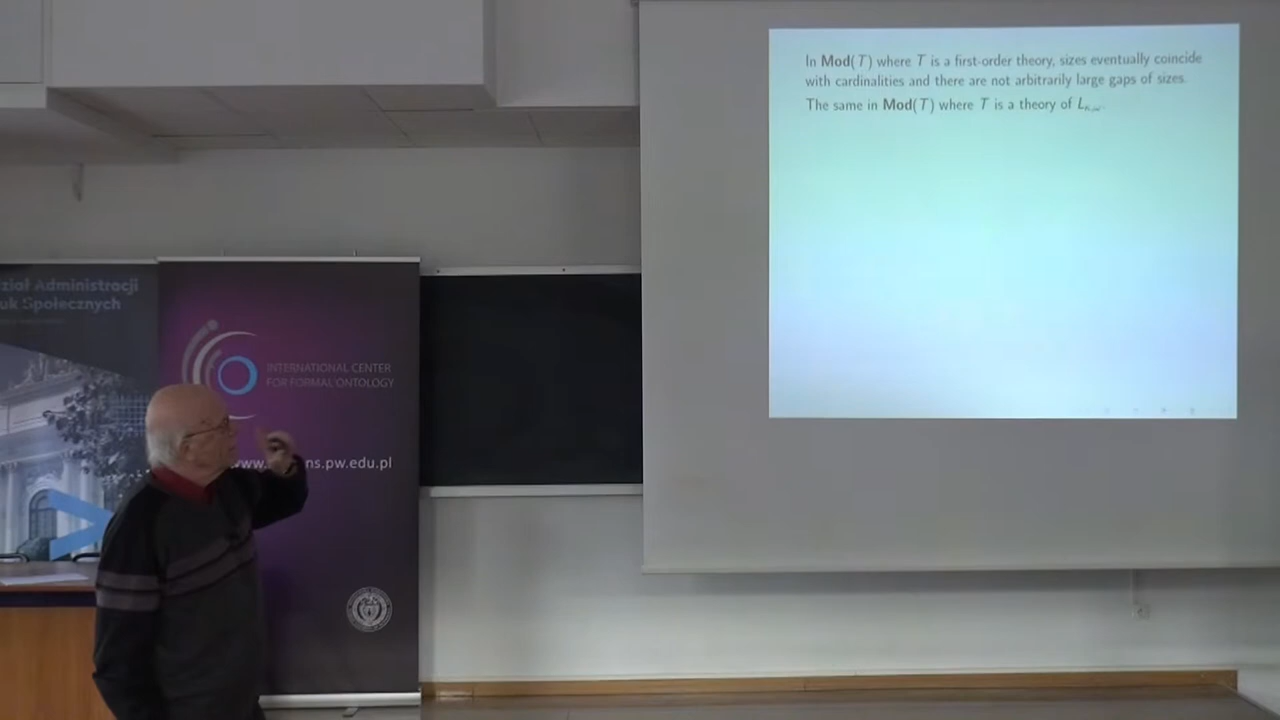 In Mod(T) where T is a first-order theory, sizes eventually coincide
with cardinalities and there are not arbitrarily large gaps of sizes.
The same in Mod(T) where T is a theory of Lκ,ω.
ział Administracji
uk Społecznych
INTERNATIONAL CENTER
FOR FORMAL ONTOLOGY
www. ns.pw.edu.pl